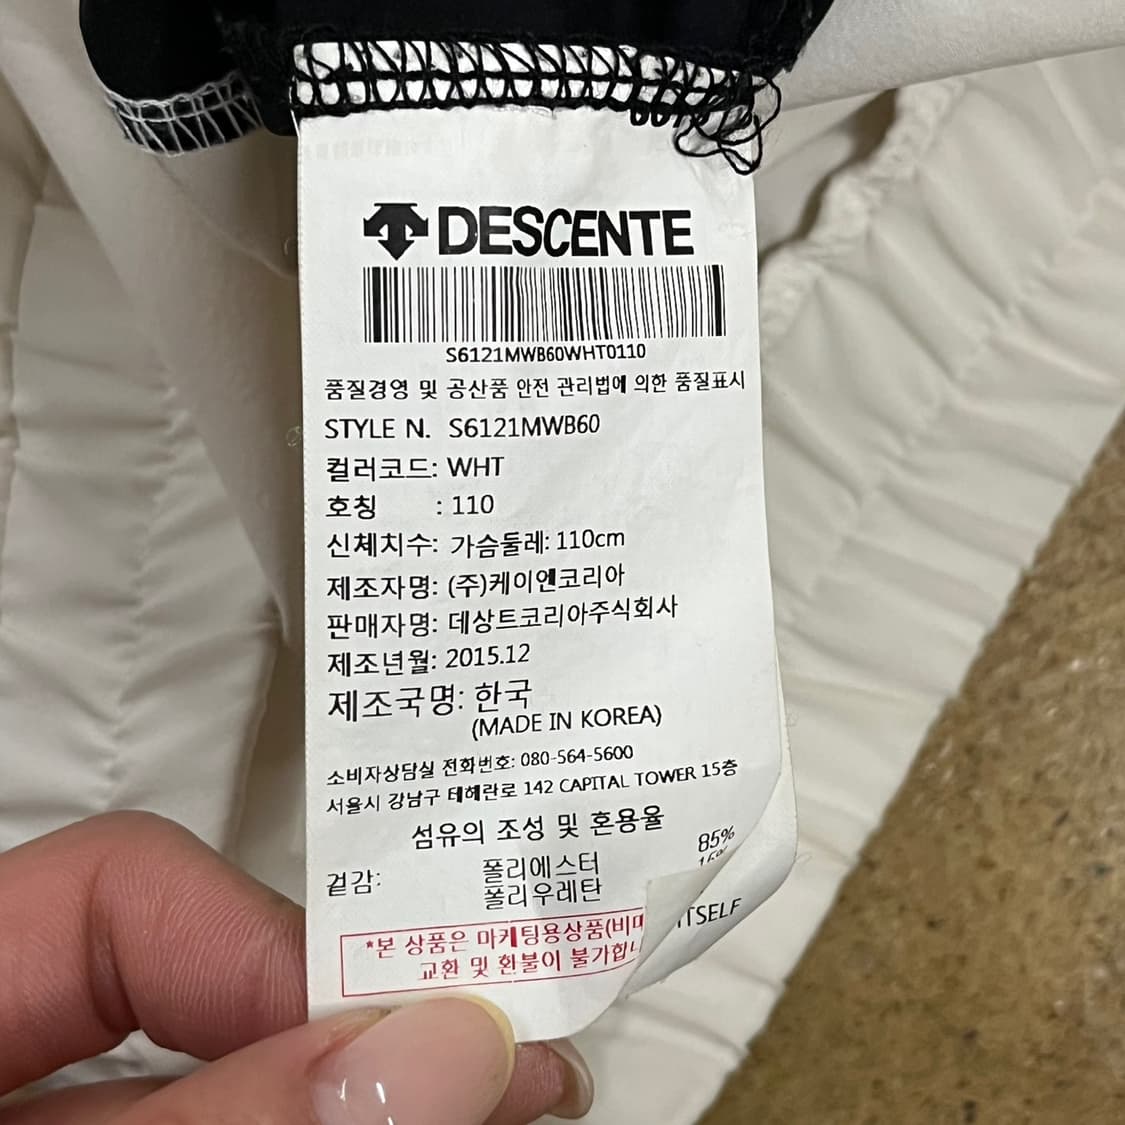 DESCENTE
S6121MWB60WHT0110
품질경영 및 공산품 안전 관리법에 의한 품질표시
STYLE N. S6121MWB60
컬러코드: WHT
호칭 : 110
신체치수: 가슴둘레: 110cm
제조자명: (주)케이엔코리아
판매자명: 데상트코리아주식회사
제조년월: 2015.12
제조국명: 한국
(MADE IN KOREA)
소비자상담실 전화번호: 080-564-5600
서울시 강남구 테헤란로 142 CAPITAL TOWER 15층
섬유의 조성 및 혼용율
겉감: 폴리에스터 85%
폴리우레탄 15%
ITSELF
*본 상품은 마케팅용상품(비매
교환 및 환불이 불가합니